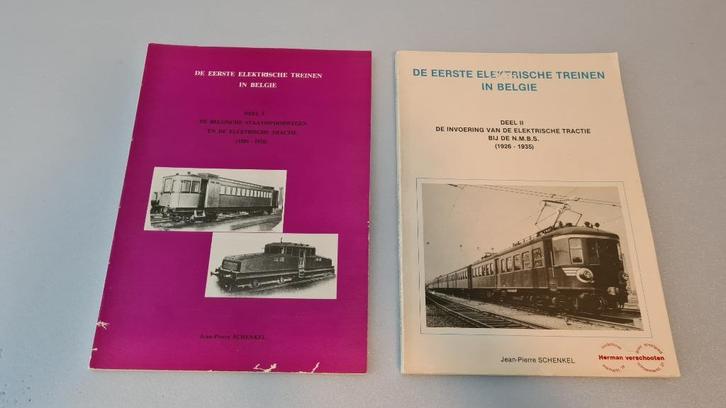 DE EERSTE ELEKTRISCHE TREINEN
IN BELGIE
DEEL I
DE BELGISCHE STAATSSPOORWEGEN
EN DE ELEKTRISCHE TRACTIE
Jean-Pierre SCHENKEL
DE EERSTE ELEKTRISCHE TREINEN
IN BELGIE
DEEL II
DE INVOERING VAN DE ELEKTRISCHE TRACTIE
BIJ DE N.M.B.S.
(1926 - 1935)
Jean-Pierre SCHENKEL
Herman verschooten